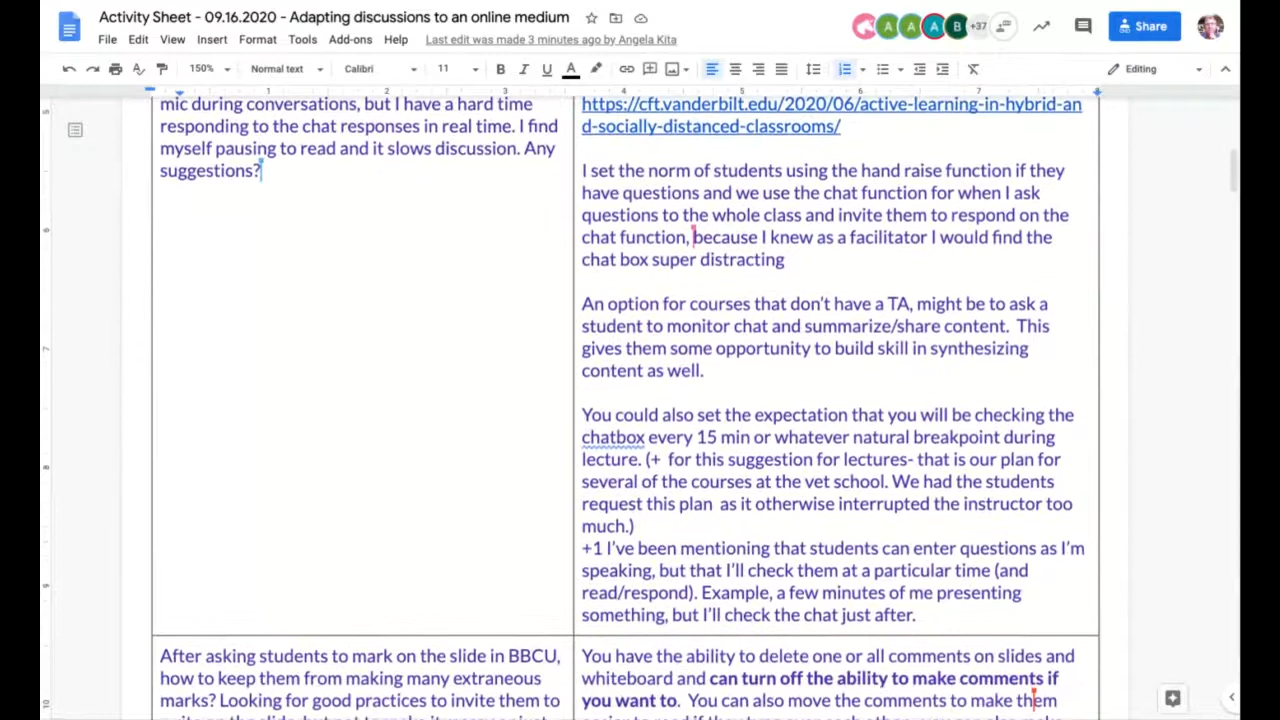 Activity Sheet - 09.16.2020 - Adapting discussions to an online medium
A A A B +37
Share
File Edit View Insert Format Tools Add-ons Help Last edit was made 3 minutes ago by Angela Kita
150% Normal text Calibri 11 B I U A Editing
1 2 3 4 5 6 7
mic during conversations, but I have a hard time
responding to the chat responses in real time. I find
myself pausing to read and it slows discussion. Any
suggestions?
https://cft.vanderbilt.edu/2020/06/active-learning-in-hybrid-an
d-socially-distanced-classrooms/
I set the norm of students using the hand raise function if they
have questions and we use the chat function for when I ask
questions to the whole class and invite them to respond on the
chat function, because I knew as a facilitator I would find the
chat box super distracting
An option for courses that don't have a TA, might be to ask a
student to monitor chat and summarize/share content. This
gives them some opportunity to build skill in synthesizing
content as well.
You could also set the expectation that you will be checking the
chatbox every 15 min or whatever natural breakpoint during
lecture. (+ for this suggestion for lectures- that is our plan for
several of the courses at the vet school. We had the students
request this plan as it otherwise interrupted the instructor too
much.)
+1 I've been mentioning that students can enter questions as I'm
speaking, but that I'll check them at a particular time (and
read/respond). Example, a few minutes of me presenting
something, but I'll check the chat just after.
After asking students to mark on the slide in BBCU,
how to keep them from making many extraneous
marks? Looking for good practices to invite them to
You have the ability to delete one or all comments on slides and
whiteboard and can turn off the ability to make comments if
you want to. You can also move the comments to make them